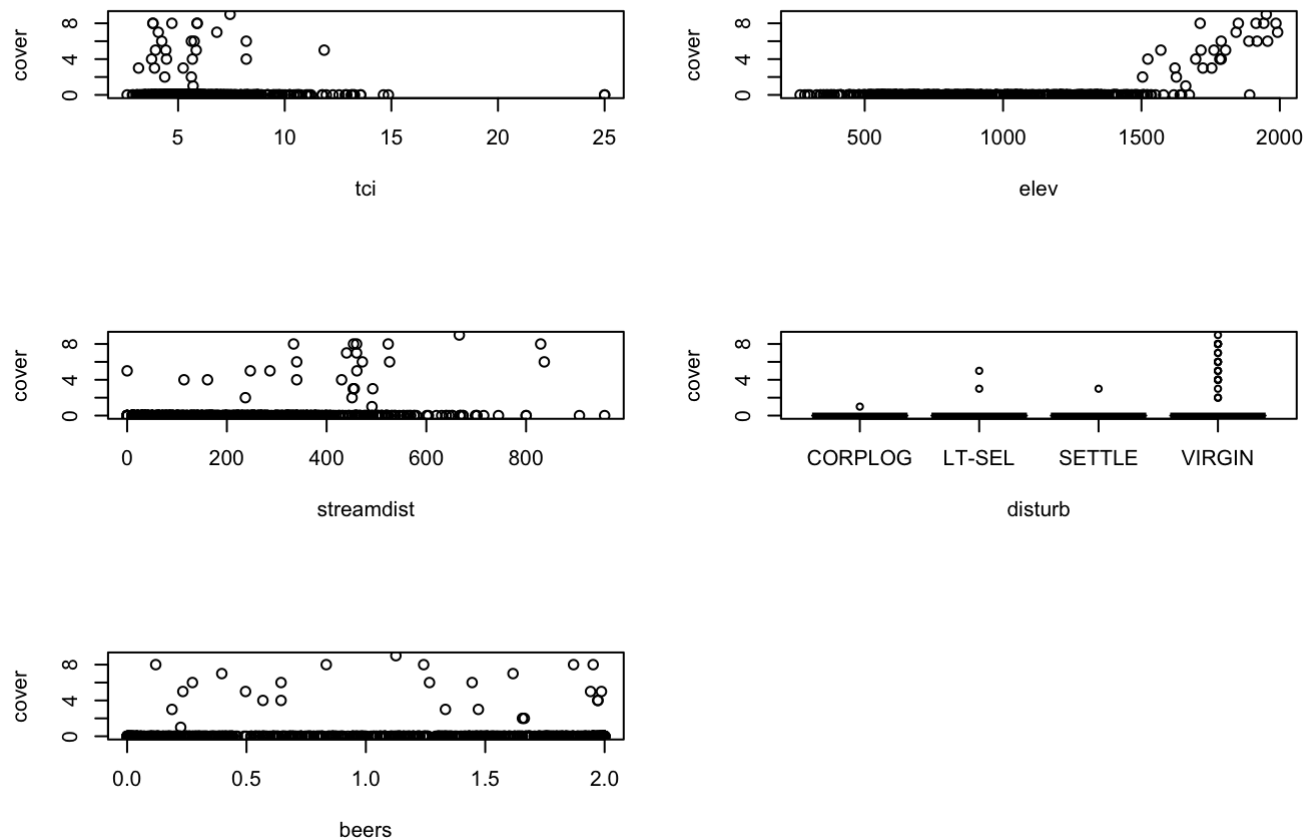 cover
0 4 8
5 10 15 20 25
tci
cover
0 4 8
500 1000 1500 2000
elev
cover
0 4 8
0 200 400 600 800
streamdist
cover
0 4 8
CORPLOG LT-SEL SETTLE VIRGIN
disturb
cover
0 4 8
0.0 0.5 1.0 1.5 2.0
beers